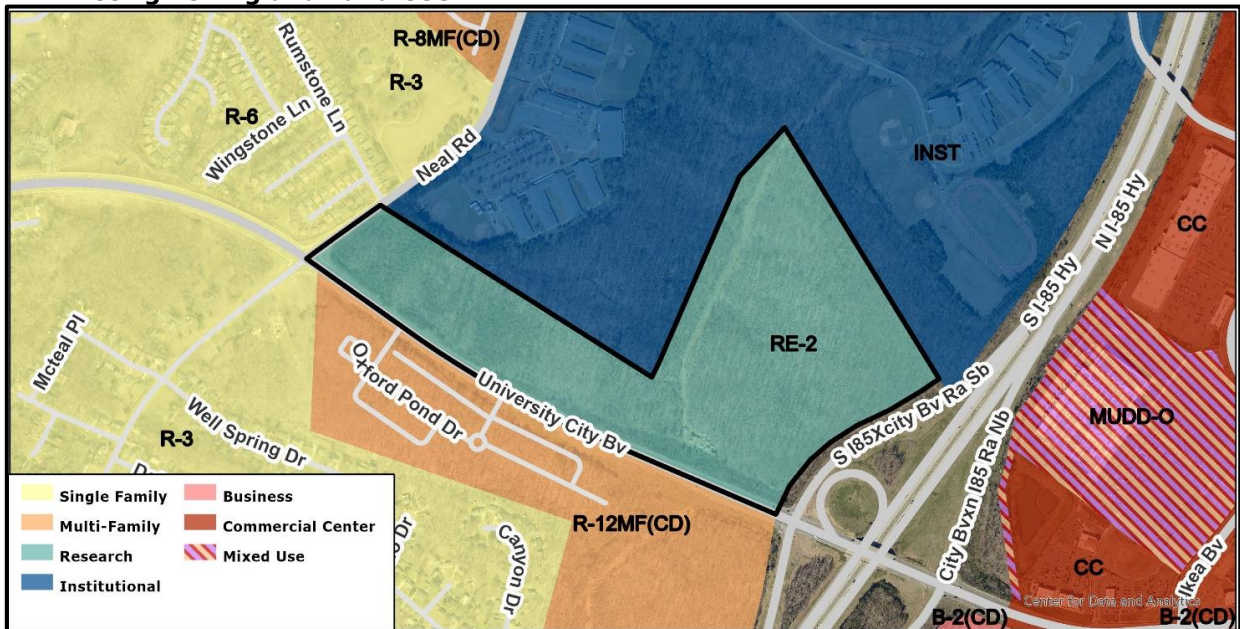 R-8MF(CD)
Rumstone Ln
R-3
R-6
Wingstone Ln
Neal Rd
INST
N I-85 Hy
CC
S I-85 Hy
RE-2
Mcteal Pl
Oxford Pond Dr
University City Bv
S I85Xcity Bv Ra Sb
MUDD-O
Well Spring Dr
R-3
City Bvxn I85 Ra Nb
R-12MF(CD)
Canyon Dr
CC
Ikea Bv
Center for Data and Analytics
B-2(CD)
B-2(CD)
Single Family
Business
Multi-Family
Commercial Center
Research
Mixed Use
Institutional